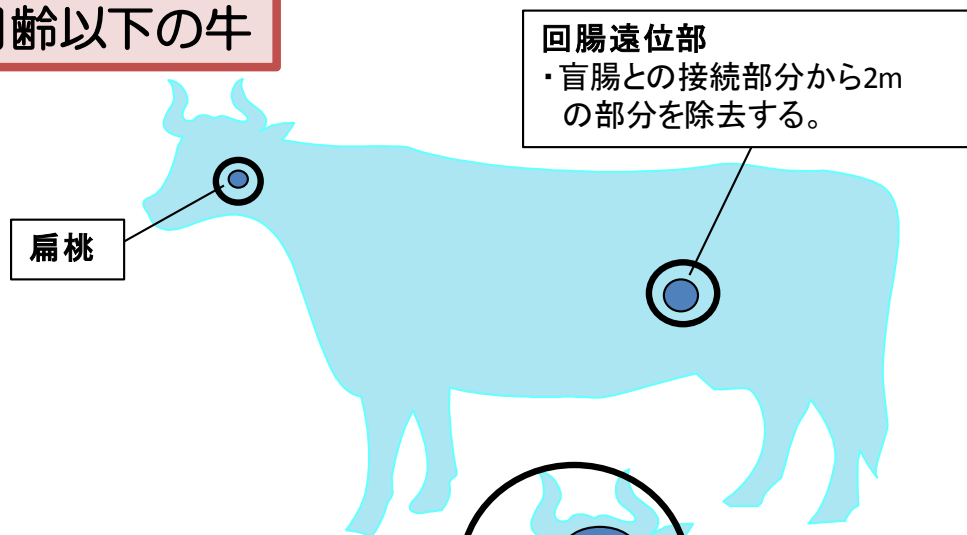 齢以下の牛
回腸遠位部
・盲腸との接続部分から2m
の部分を除去する。
扁桃